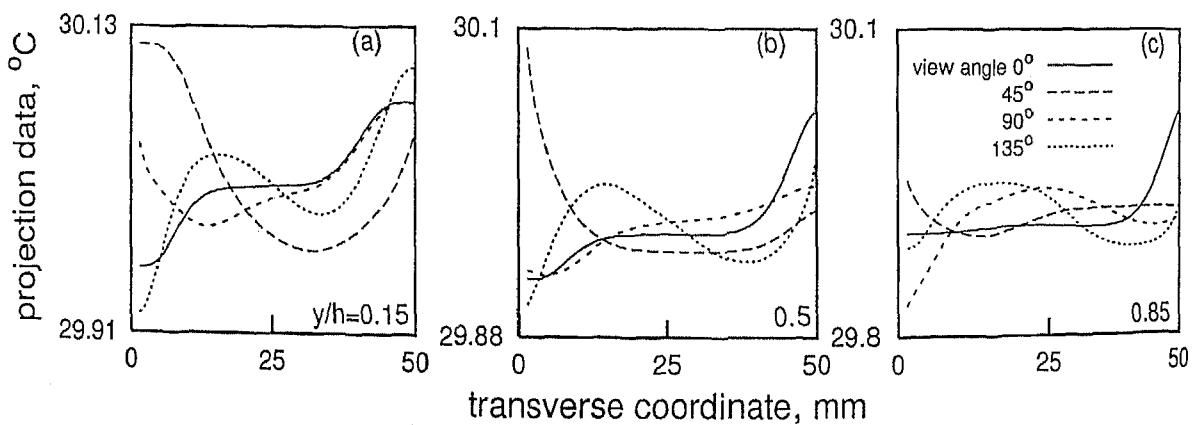 projection data, °C
30.13
29.91
(a)
y/h=0.15
0
25
50
30.1
29.88
(b)
0.5
0
25
50
30.1
29.8
(c)
view angle 0°
45°
90°
135°
0.85
0
25
50
transverse coordinate, mm